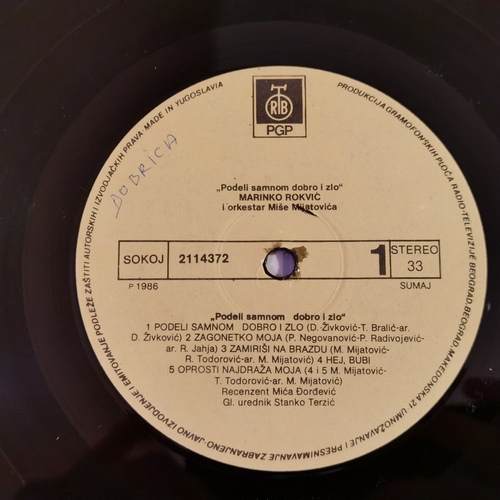 RTB
PGP
JAVNO IZVODJENJE I EMITOVANJE PODLEŽE ZAŠTITI AUTORSKIH I IZVODJAČKIH PRAVA. MADE IN YUGOSLAVIA
PRODUKCIJA GRAMOFONSKIH PLOČA RADIO-TELEVIZIJE BEOGRAD, BEOGRAD, MAKEDONSKA 21 UMNOŽAVANJE I PRESNIMAVANJE ZABRANJENO.
DOBRICA
„Podeli samnom dobro i zlo“
MARINKO ROKVIĆ
i orkestar Miše Mijatovića
SOKOJ 2114372 1 STEREO
33
P 1986 SUMAJ
„Podeli samnom dobro i zlo“
1 PODELI SAMNOM DOBRO I ZLO (D. Živković-T. Bralić-ar.
D. Živković) 2 ZAGONETKO MOJA (P. Negovanović-P. Radivojević-
ar. R. Jahja) 3 ZAMIRIŠI NA BRAZDU (M. Mijatović-
R. Todorović-ar. M. Mijatović) 4 HEJ, BUBI
5 OPROSTI NAJDRAŽA MOJA (4 i 5 M. Mijatović-
T. Todorović-ar. M. Mijatović)
Recenzent Mića Đorđević
Gl. urednik Stanko Terzić